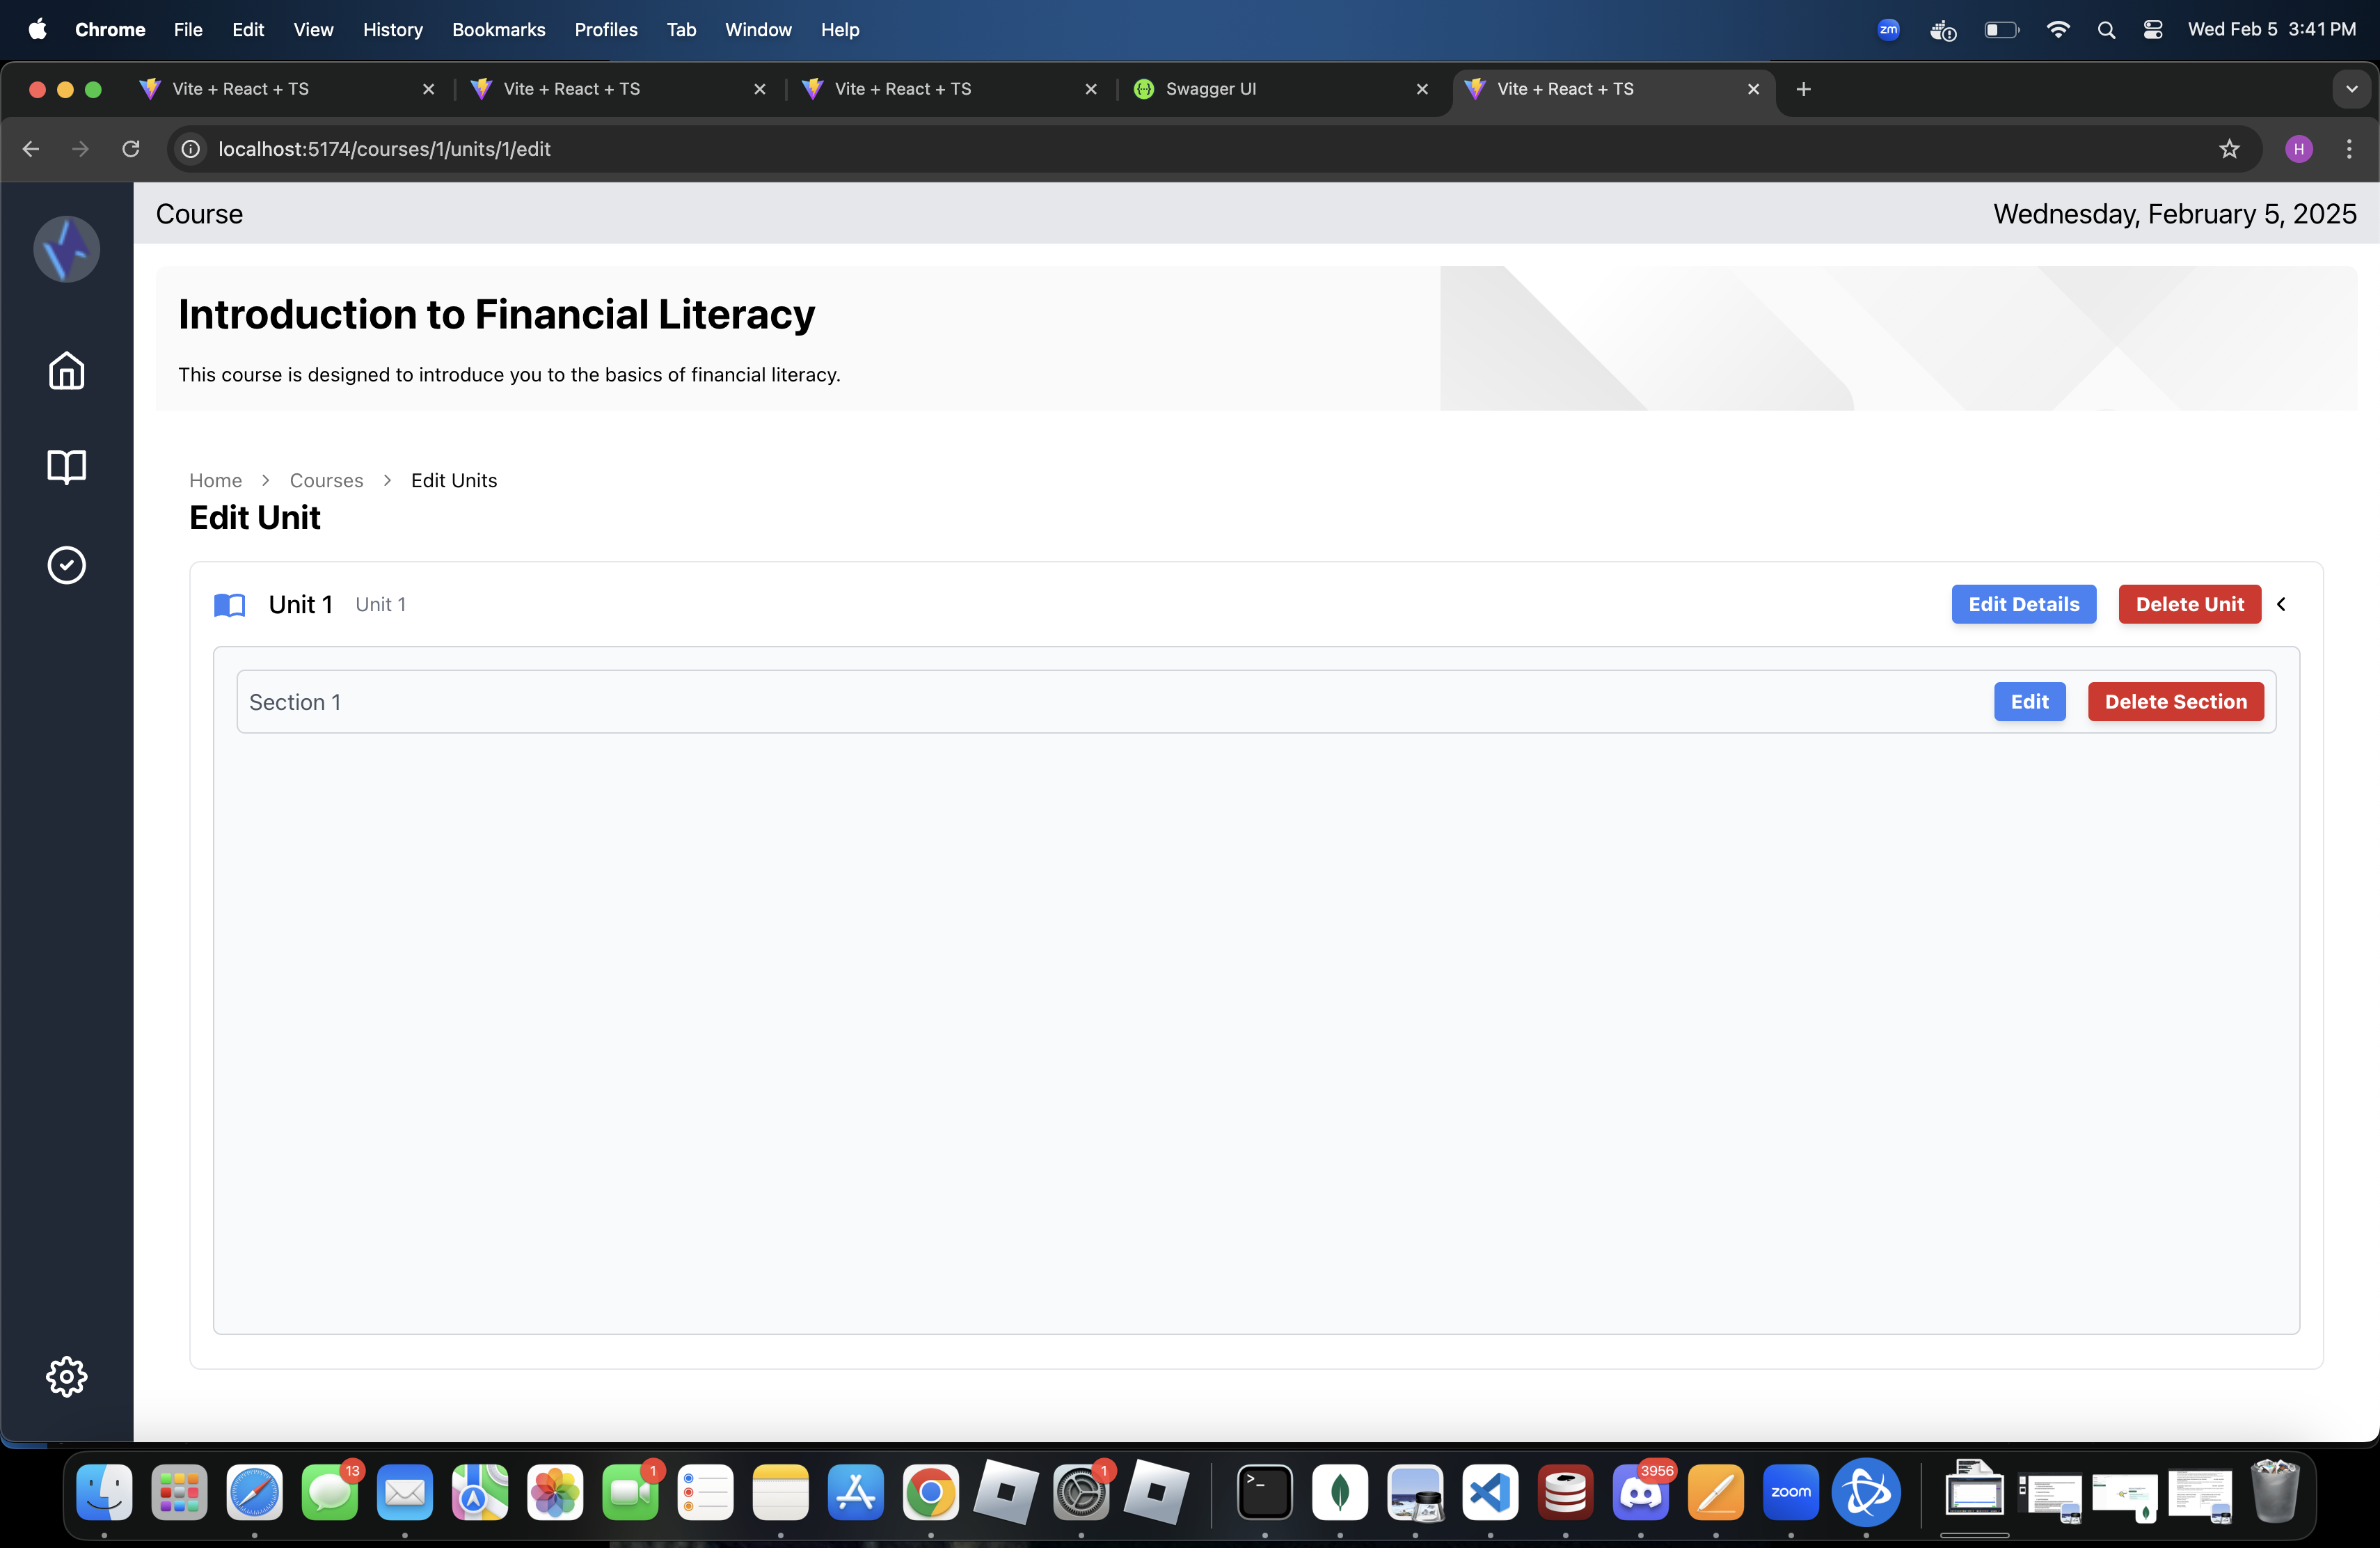 Chrome File Edit View History Bookmarks Profiles Tab Window Help zm Wed Feb 5 3:41 PM
Vite + React + TS Vite + React + TS Vite + React + TS Swagger UI Vite + React + TS
localhost:5174/courses/1/units/1/edit H
Course Wednesday, February 5, 2025
Introduction to Financial Literacy
This course is designed to introduce you to the basics of financial literacy.
Home > Courses > Edit Units
Edit Unit
Unit 1 Unit 1 Edit Details Delete Unit
Section 1 Edit Delete Section
13 1 1 3956
zoom